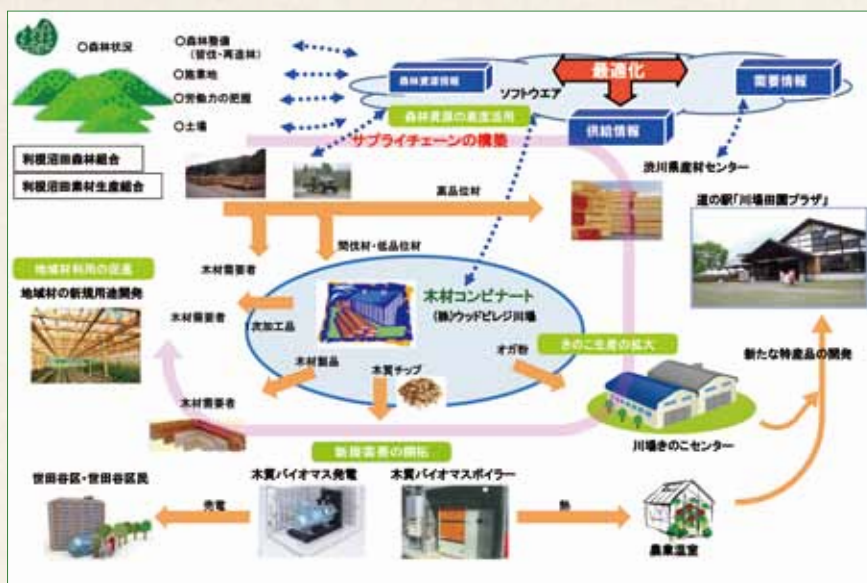 ○森林状況
○森林整備
(皆伐・再造林)
○施業地
○労働力の把握
○土場
森林資源情報
ソフトウエア
最適化
需要情報
供給情報
森林資源の高度活用
サプライチェーンの構築
利根沼田森林組合
利根沼田素材生産組合
渋川県産材センター
高品位材
道の駅「川場田園プラザ」
間伐材・低品位材
木材需要者
地域材利用の促進
地域材の新規用途開発
木材コンビナート
(株)ウッドビレジ川場
木材需要者
次加工品
きのこ生産の拡大
オガ粉
木材製品
木質チップ
新たな特産品の開発
木材需要者
川場きのこセンター
新規需要の開拓
世田谷区・世田谷区民
木質バイオマス発電
木質バイオマスボイラー
売電
熱
農業温室